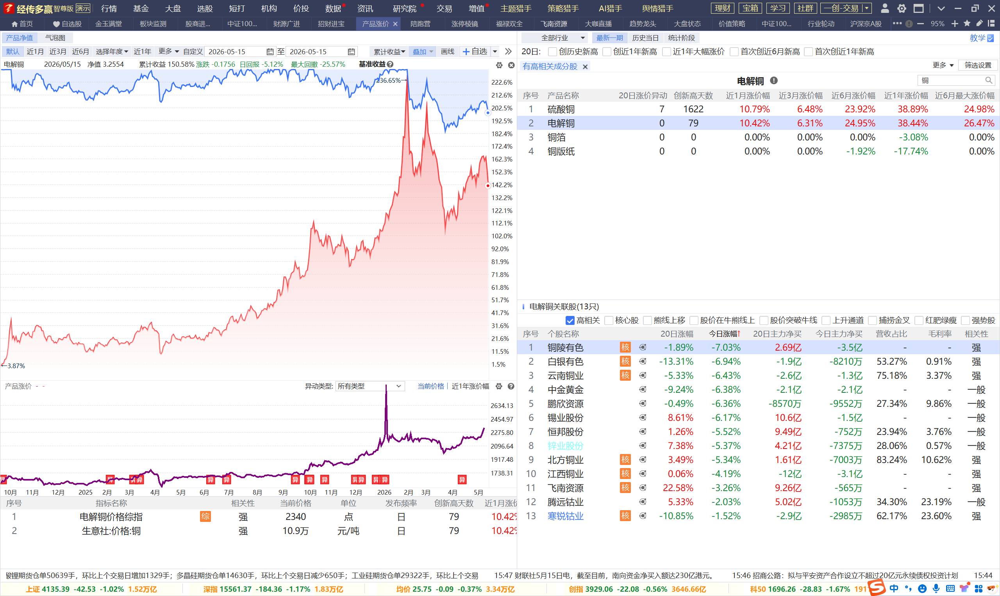 经传多赢 智尊版 演示 行情 基金 大盘 选股 短打 机构 价投 数据 资讯 研究院 交易 增值 主题猎手 策略猎手 AI猎手 舆情猎手 理财 宝箱 学习 社群 一创-交易
首页 自选股 金玉满堂 板块监测 股商进... 中证100... 财源广进 招财进宝 产品涨价 陪跑营 涨停棱镜 福禄双全 飞南资源 大咖直播 趋势龙头 大盘状态 价值策略 中证100... 行业轮动 沪深京A股 95%
产品净值 气泡图
默认 近1月 近3月 近6月 选择年度 近1年 更多 自定义 2026-05-15 至 2026-05-15 累计收益 叠加 画线 自选
电解铜 2026/05/15 净值 3.2554 累计收益 150.58% 涨跌 -0.1756 日回报 -5.12% 最大回撤 -25.57% 基准收益
236.65%→
222.6%
212.6%
202.5%
192.5%
182.4%
172.4%
162.3%
152.3%
142.2%
132.2%
122.1%
112.1%
102.0%
92.0%
81.9%
71.8%
61.8%
51.7%
41.7%
31.6%
21.6%
11.5%
1.5%
←3.87%
产品涨价 - - 异动类型: 所有类型 当前价格 近1年涨价幅
2634.13
2454.97
2275.80
2096.64
1917.48
1738.31
异 异 异 异 异 异 异 异 异 异 异 异 异
10月 11月 12月 2025 2月 3月 4月 5月 6月 7月 8月 9月 10月 11月 12月 2026 2月 3月 4月 5月
序号 指标名称 相关性 当前价格 单位 发布频率 创新高天数 近1月涨价
1 电解铜价格综指 综 强 2340 点 日 79 10.42%
2 生意社:价格:铜 强 10.9万 元/吨 日 79 10.42%
全部行业 最新一期 历史当日 统计阶段 教学
20日: 创历史新高 创近1年新高 近1年大幅涨价 首次创近6月新高 首次创近1年新高
有高相关成分股 更多 筛选设置
电解铜 铜
序号 产品名称 20日涨价异动 创新高天数 近1月涨价幅 近3月涨价幅 近6月涨价幅 近1年涨价幅 近6月最大涨价幅
1 硫酸铜 7 1622 10.79% 6.48% 23.92% 38.89% 24.98%
2 电解铜 0 79 10.42% 6.31% 24.95% 38.44% 26.47%
3 铜箔 0 0 0.00% 0.00% 0.00% -3.08% 0.00%
4 铜版纸 0 0 0.00% 0.00% -1.92% -17.74% 0.00%
电解铜关联股(13只)
高相关 核心股 熊线上移 股价在牛熊线上 股价突破牛线 上升通道 捕捞金叉 红肥绿瘦 强势股
序号 个股名称 20日涨幅 今日涨幅↑ 20日主力净买 今日主力净买 营收占比 毛利率 相关性
1 铜陵有色 核 -1.89% -7.03% 2.69亿 -3.5亿 - - 强
2 白银有色 核 -13.31% -6.94% -1.9亿 -8210万 53.27% 0.91% 强
3 云南铜业 核 -5.33% -6.43% -2.6亿 -1.3亿 75.18% 3.37% 强
4 中金黄金 -9.24% -6.38% -2.1亿 -2.1亿 - - 一般
5 鹏欣资源 -0.49% -6.36% -8570万 -9552万 27.34% 9.86% 一般
6 锡业股份 8.61% -6.17% 10.6亿 -1.5亿 - - 一般
7 恒邦股份 1.26% -5.52% 9.49亿 -752万 23.94% 3.76% 一般
8 锌业股份 7.38% -5.37% 4.21亿 -7375万 28.06% 0.57% 一般
9 北方铜业 核 3.49% -5.34% 1.61亿 -7003万 83.24% 10.62% 强
10 江西铜业 核 0.06% -4.19% -12亿 -3.1亿 - - 强
11 飞南资源 核 22.58% -3.26% 9.26亿 -565万 - - 强
12 腾远钴业 5.33% -2.03% 5.02亿 -1053万 34.30% 23.19% 一般
13 寒锐钴业 核 -10.85% -1.52% -2.9亿 -2985万 62.17% 23.60% 强
酸锂期货仓单50639手，环比上个交易日增加1329手；多晶硅期货仓单14630手，环比上个交易日减少650手；工业硅期货仓单29322手，环比上个交易 15:47 财联社5月15日电，截至目前，南向资金净买入额达230亿港元。 15:46 招商公路：拟与平安资产合作设立不超过20亿元永续债权投资计划 15:44
上证 4135.39 -42.53 -1.02% 1.52万亿 深指 15561.37 -184.36 -1.17% 1.83万亿 均价 25.75 -0.09 -0.37% 3.34万亿 创指 3929.06 -22.08 -0.56% 3646.66亿 科50 1696.26 -28.83 -1.67% 191 中